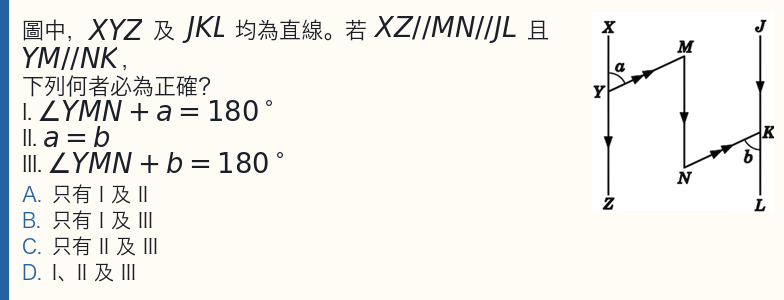 圖中， XYZ 及 JKL 均為直線。若 XZ//MN//JL 且
YM//NK ,
下列何者必為正確?
I. ∠YMN + a = 180°
II. a = b
III. ∠YMN + b = 180°
A. 只有 I 及 II
B. 只有 I 及 III
C. 只有 II 及 III
D. I、II 及 III
X
J
M
a
Y
K
b
N
Z
L